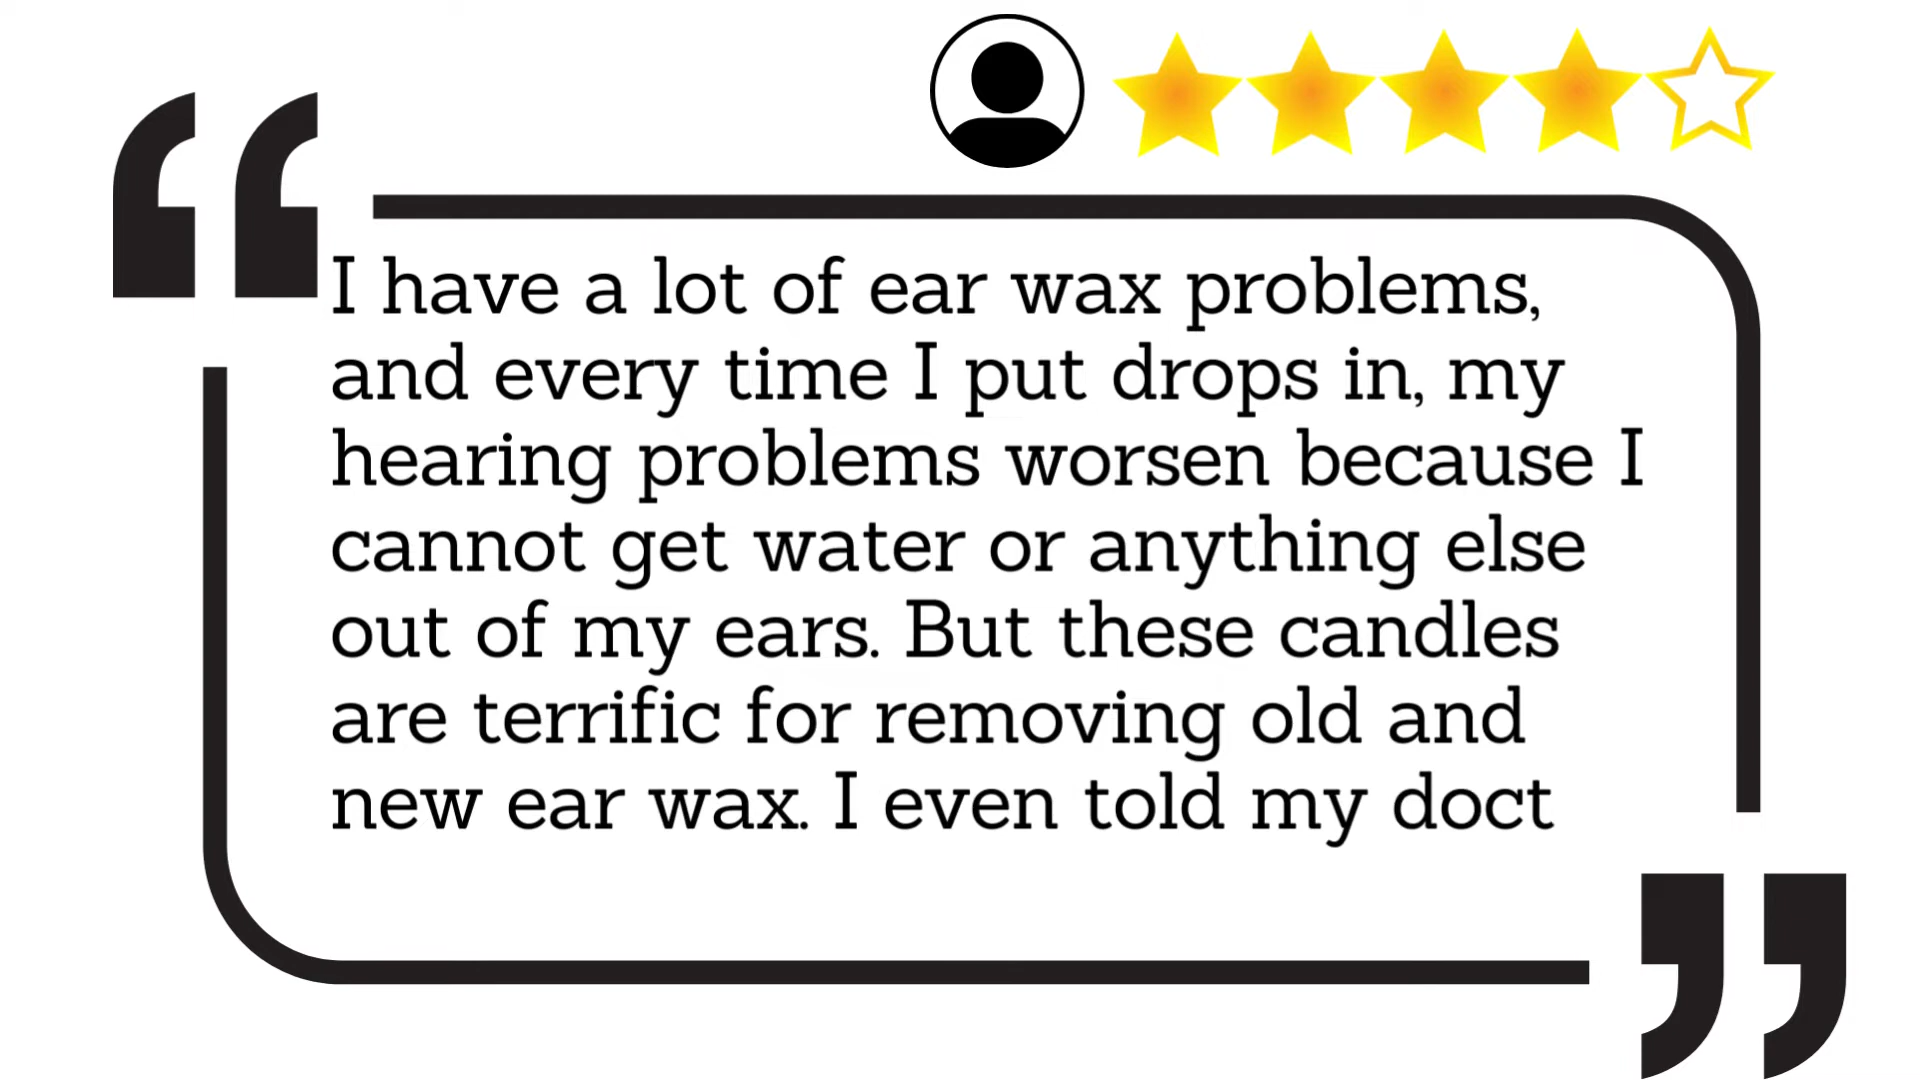 I have a lot of ear wax problems,
and every time I put drops in, my
hearing problems worsen because I
cannot get water or anything else
out of my ears. But these candles
are terrific for removing old and
new ear wax. I even told my doct